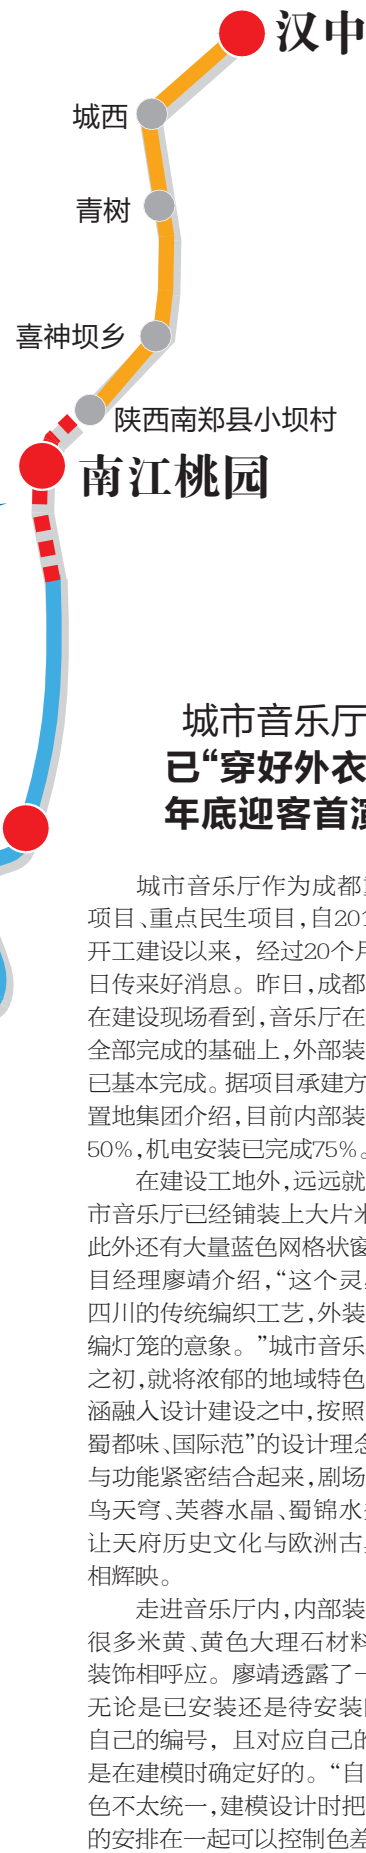 汉中
城西
青树
喜神坝乡
陕西南郑县小坝村
南江桃园
城市音乐厅
已“穿好外衣
年底迎客首演
城市音乐厅作为成都
项目、重点民生项目,自201
开工建设以来，经过20个月
日传来好消息。昨日,成都
在建设现场看到,音乐厅在
全部完成的基础上,外部装
已基本完成。据项目承建方
置地集团介绍,目前内部装
50%,机电安装已完成75%。
在建设工地外,远远就
市音乐厅已经铺装上大片米
此外还有大量蓝色网格状窗
目经理廖靖介绍,“这个灵
四川的传统编织工艺,外装
编灯笼的意象。”城市音乐
之初,就将浓郁的地域特色
涵融入设计建设之中,按照
蜀都味、国际范”的设计理念
与功能紧密结合起来,剧场
鸟天穹、芙蓉水晶、蜀锦水
让天府历史文化与欧洲古
相辉映。
走进音乐厅内,内部装
很多米黄、黄色大理石材料
装饰相呼应。廖靖透露了一
无论是已安装还是待安装
自己的编号，且对应自己的
是在建模时确定好的。“自
色不太统一,建模设计时把
的安排在一起可以控制色差